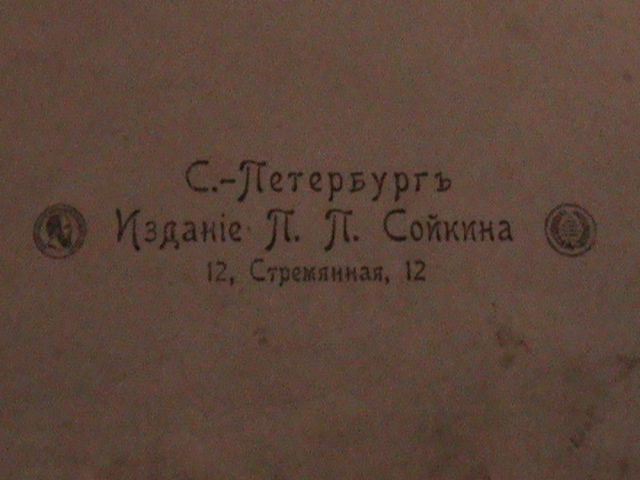 С.-Петербургъ
Изданіе П. П. Сойкина
12, Стремянная, 12